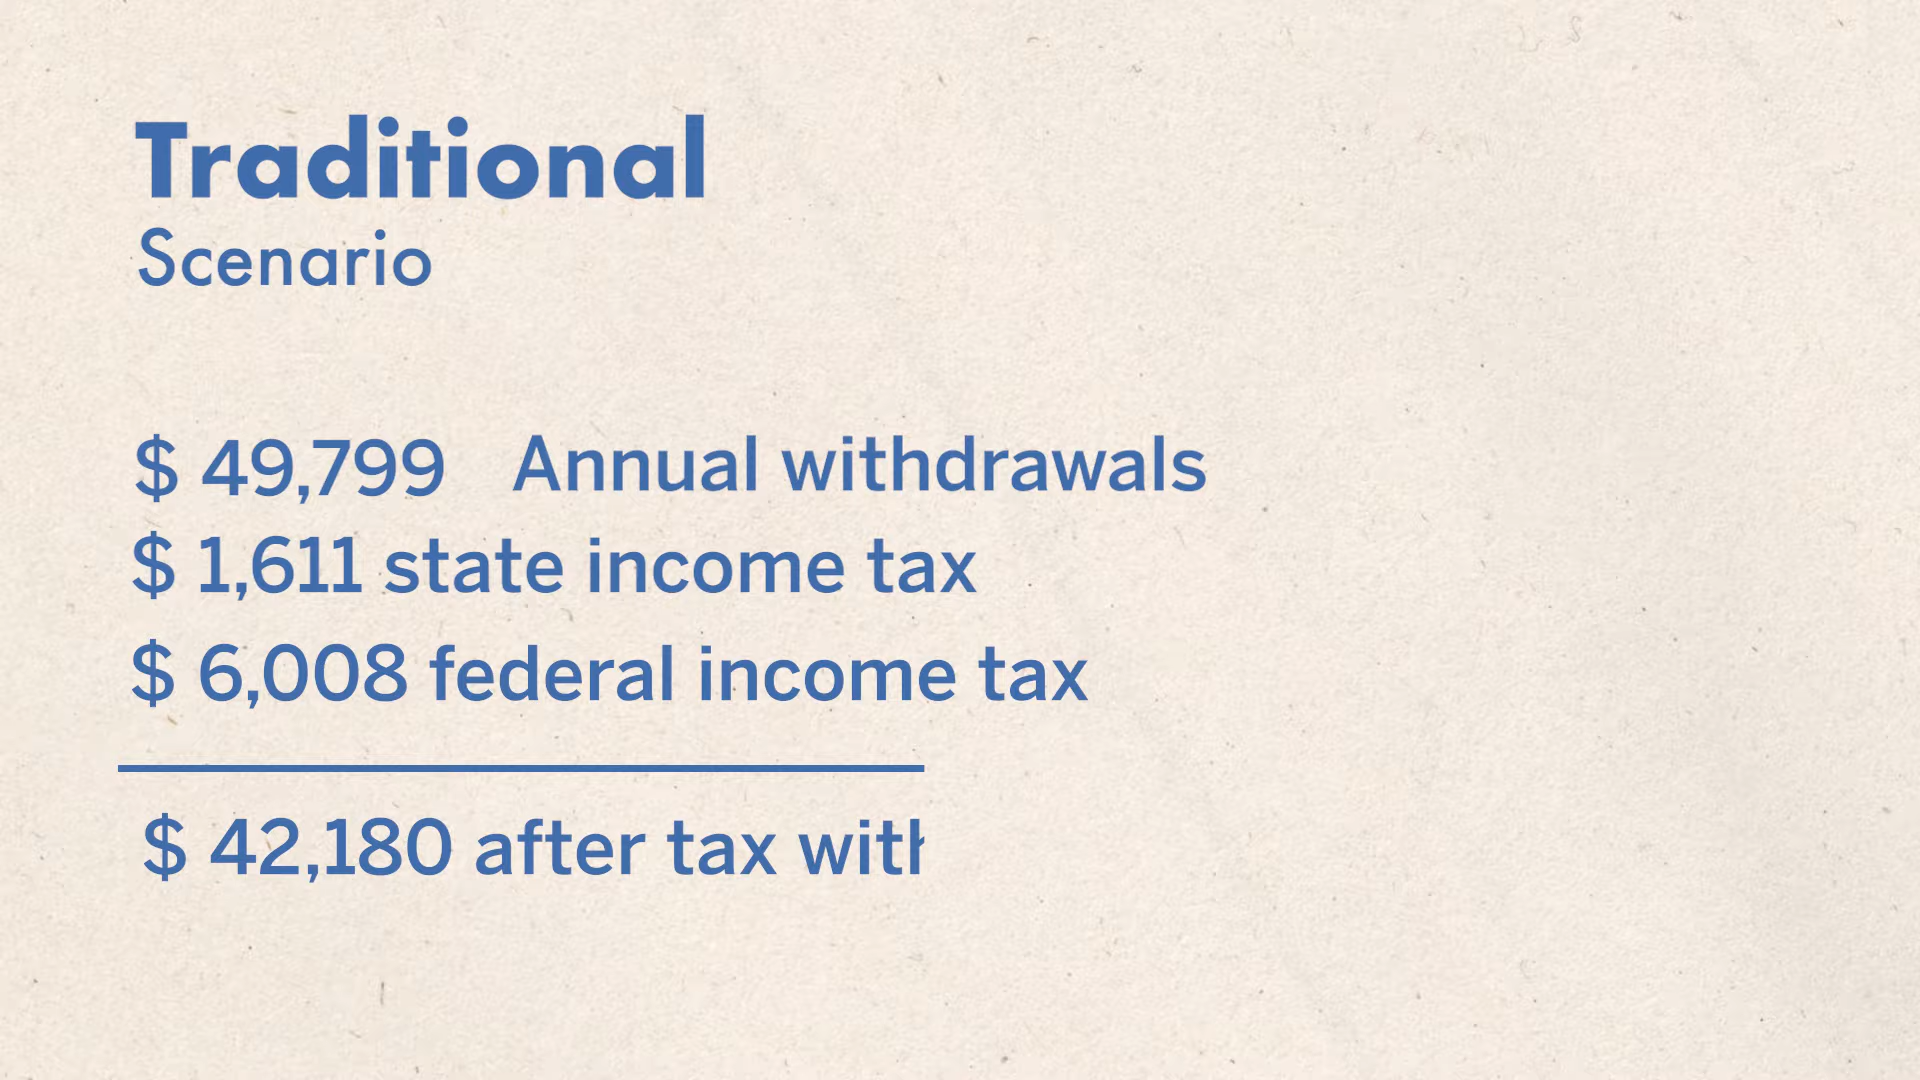 Traditional
Scenario
$ 49,799 Annual withdrawals
$ 1,611 state income tax
$ 6,008 federal income tax
$ 42,180 after tax